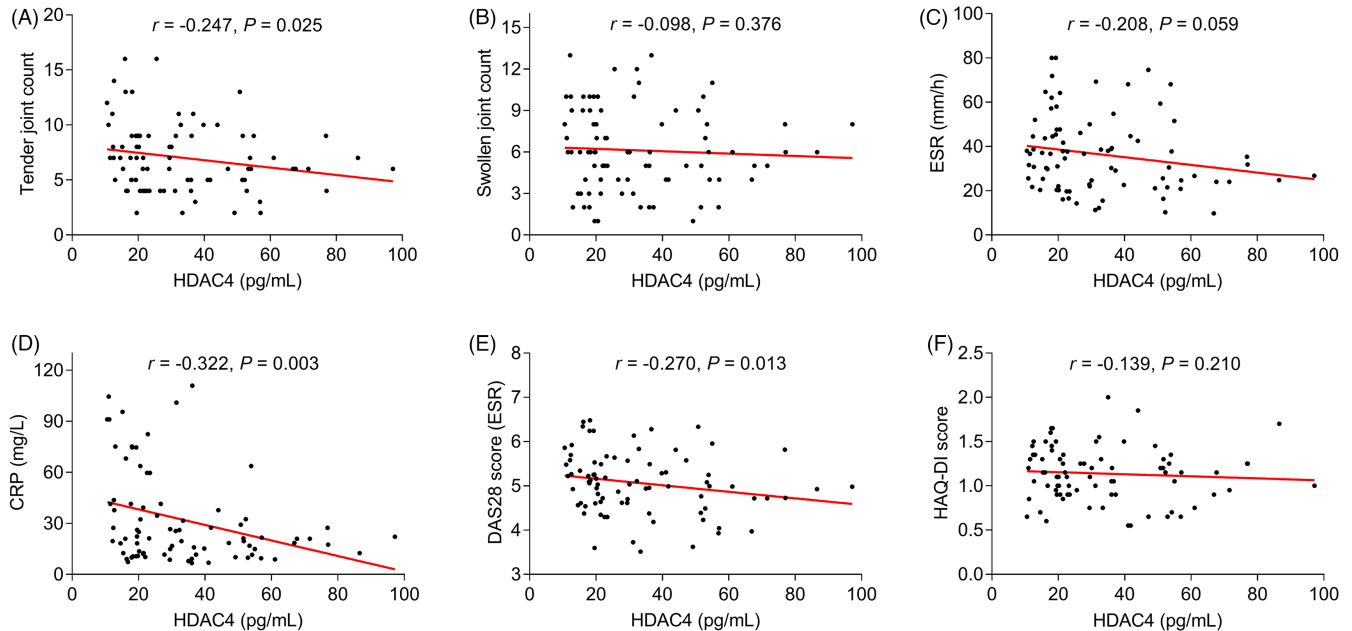 (A)
r = -0.247, P = 0.025
Tender joint count
20
15
10
5
0
0 20 40 60 80 100
HDAC4 (pg/mL)
(B)
r = -0.098, P = 0.376
Swollen joint count
15
12
9
6
3
0
0 20 40 60 80 100
HDAC4 (pg/mL)
(C)
r = -0.208, P = 0.059
ESR (mm/h)
100
80
60
40
20
0
0 20 40 60 80 100
HDAC4 (pg/mL)
(D)
r = -0.322, P = 0.003
CRP (mg/L)
120
90
60
30
0
0 20 40 60 80 100
HDAC4 (pg/mL)
(E)
r = -0.270, P = 0.013
DAS28 score (ESR)
8
7
6
5
4
3
0 20 40 60 80 100
HDAC4 (pg/mL)
(F)
r = -0.139, P = 0.210
HAQ-DI score
2.5
2.0
1.5
1.0
0.5
0.0
0 20 40 60 80 100
HDAC4 (pg/mL)